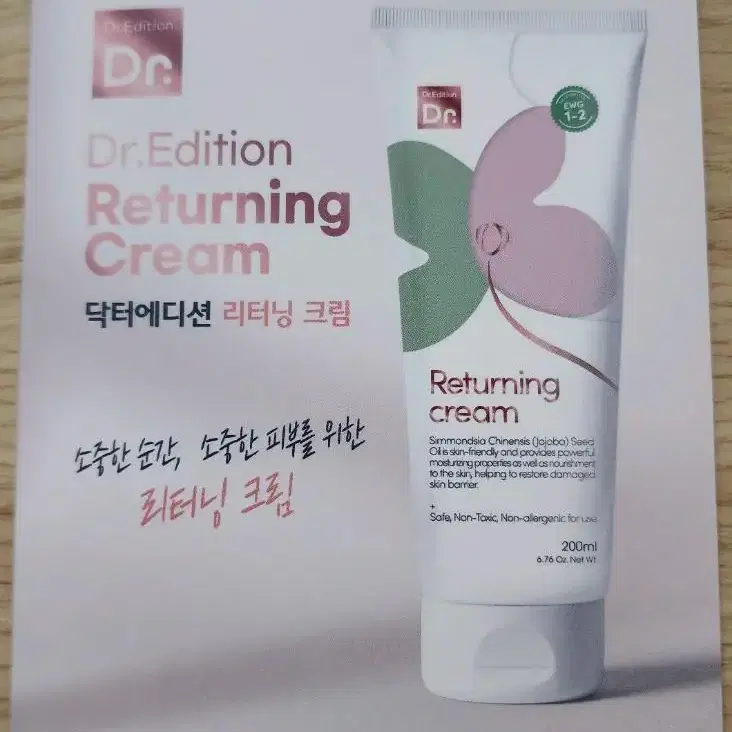 Dr.Edition
Dr.
Dr.Edition
Returning
Cream
닥터에디션 리터닝 크림
소중한 순간, 소중한 피부를 위한
리터닝 크림
Dr.Edition
Dr.
EWG
1-2
Returning
cream
Simmondsia Chinensis (Jojoba) Seed
Oil is skin-friendly and provides powerful
moisturizing properties as well as nourishment
to the skin, helping to restore damaged
skin barrier.
+
Safe, Non-Toxic, Non-allergenic for use
200ml
6.76 Oz. Net Wt.